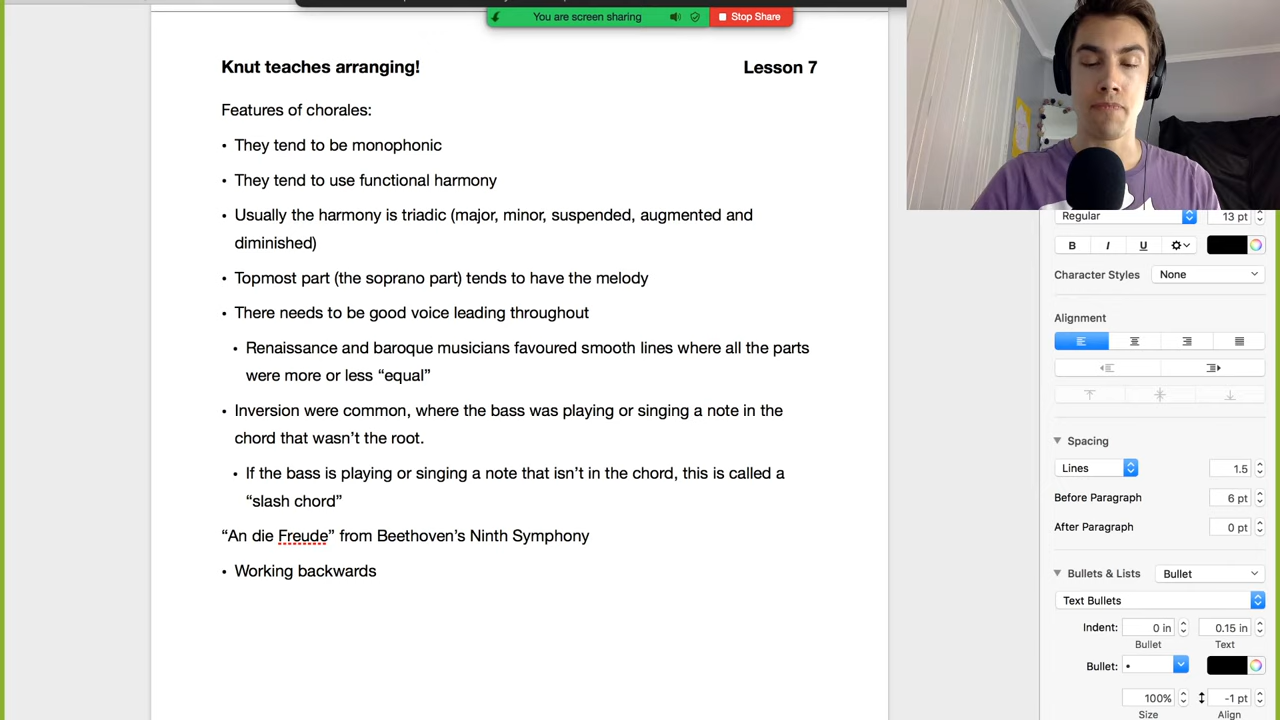 You are screen sharing
Stop Share
Knut teaches arranging!
Lesson 7
Features of chorales:
• They tend to be monophonic
• They tend to use functional harmony
• Usually the harmony is triadic (major, minor, suspended, augmented and
diminished)
• Topmost part (the soprano part) tends to have the melody
• There needs to be good voice leading throughout
• Renaissance and baroque musicians favoured smooth lines where all the parts
were more or less “equal”
• Inversion were common, where the bass was playing or singing a note in the
chord that wasn’t the root.
• If the bass is playing or singing a note that isn’t in the chord, this is called a
“slash chord”
“An die Freude” from Beethoven’s Ninth Symphony
• Working backwards
Regular
13 pt
B I U
Character Styles
None
Alignment
Spacing
Lines
1.5
Before Paragraph
6 pt
After Paragraph
0 pt
Bullets & Lists
Bullet
Text Bullets
Indent:
0 in
0.15 in
Bullet
Text
Bullet:
•
100%
-1 pt
Size
Align